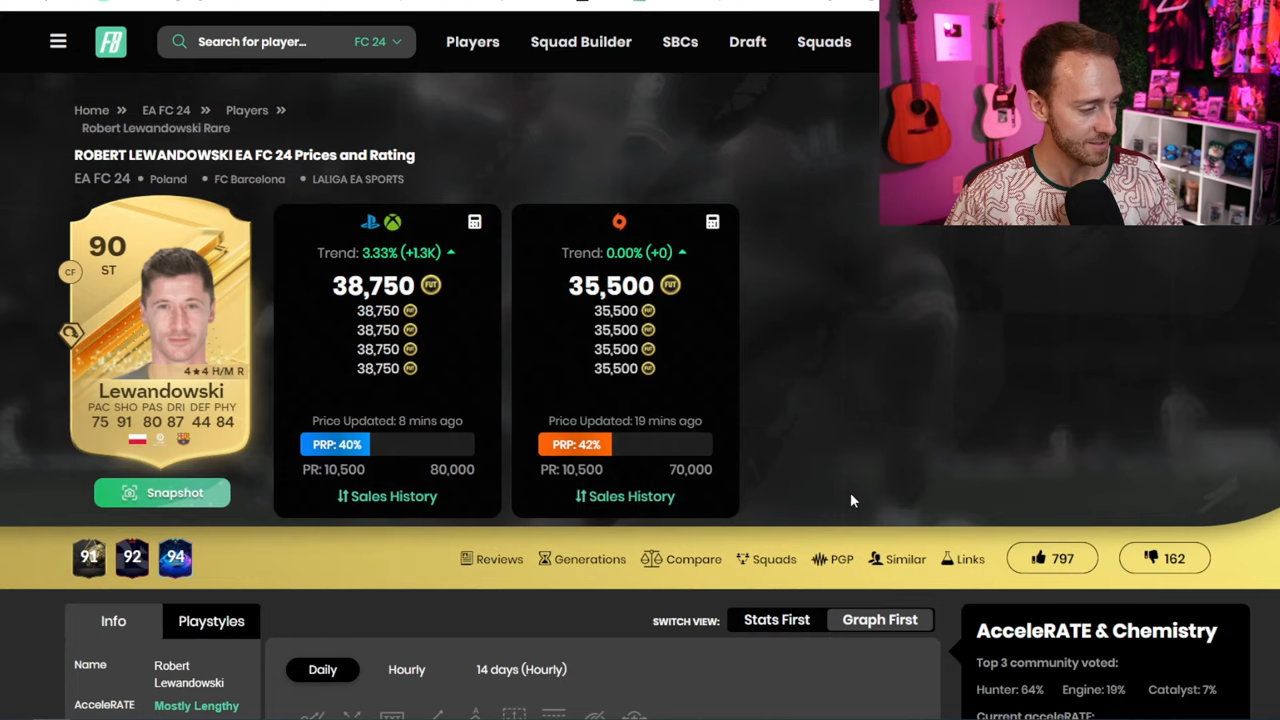 FB
Search for player...
FC 24
Players
Squad Builder
SBCs
Draft
Squads
Home » EA FC 24 » Players »
Robert Lewandowski Rare
ROBERT LEWANDOWSKI EA FC 24 Prices and Rating
EA FC 24 • Poland • FC Barcelona • LALIGA EA SPORTS
90
ST
CF
4★4 H/M R
Lewandowski
PAC SHO PAS DRI DEF PHY
75 91 80 87 44 84
Snapshot
Trend: 3.33% (+1.3K)
38,750 FUT
38,750
38,750
38,750
38,750
Price Updated: 8 mins ago
PRP: 40%
PR: 10,500 80,000
Sales History
Trend: 0.00% (+0)
35,500 FUT
35,500
35,500
35,500
35,500
Price Updated: 19 mins ago
PRP: 42%
PR: 10,500 70,000
Sales History
91 92 94
Reviews
Generations
Compare
Squads
PGP
Similar
Links
797
162
Info
Playstyles
Name Robert
Lewandowski
AcceleRATE Mostly Lengthy
SWITCH VIEW: Stats First Graph First
Daily Hourly 14 days (Hourly)
AcceleRATE & Chemistry
Top 3 community voted:
Hunter: 64% Engine: 19% Catalyst: 7%
Current acceleRATE: